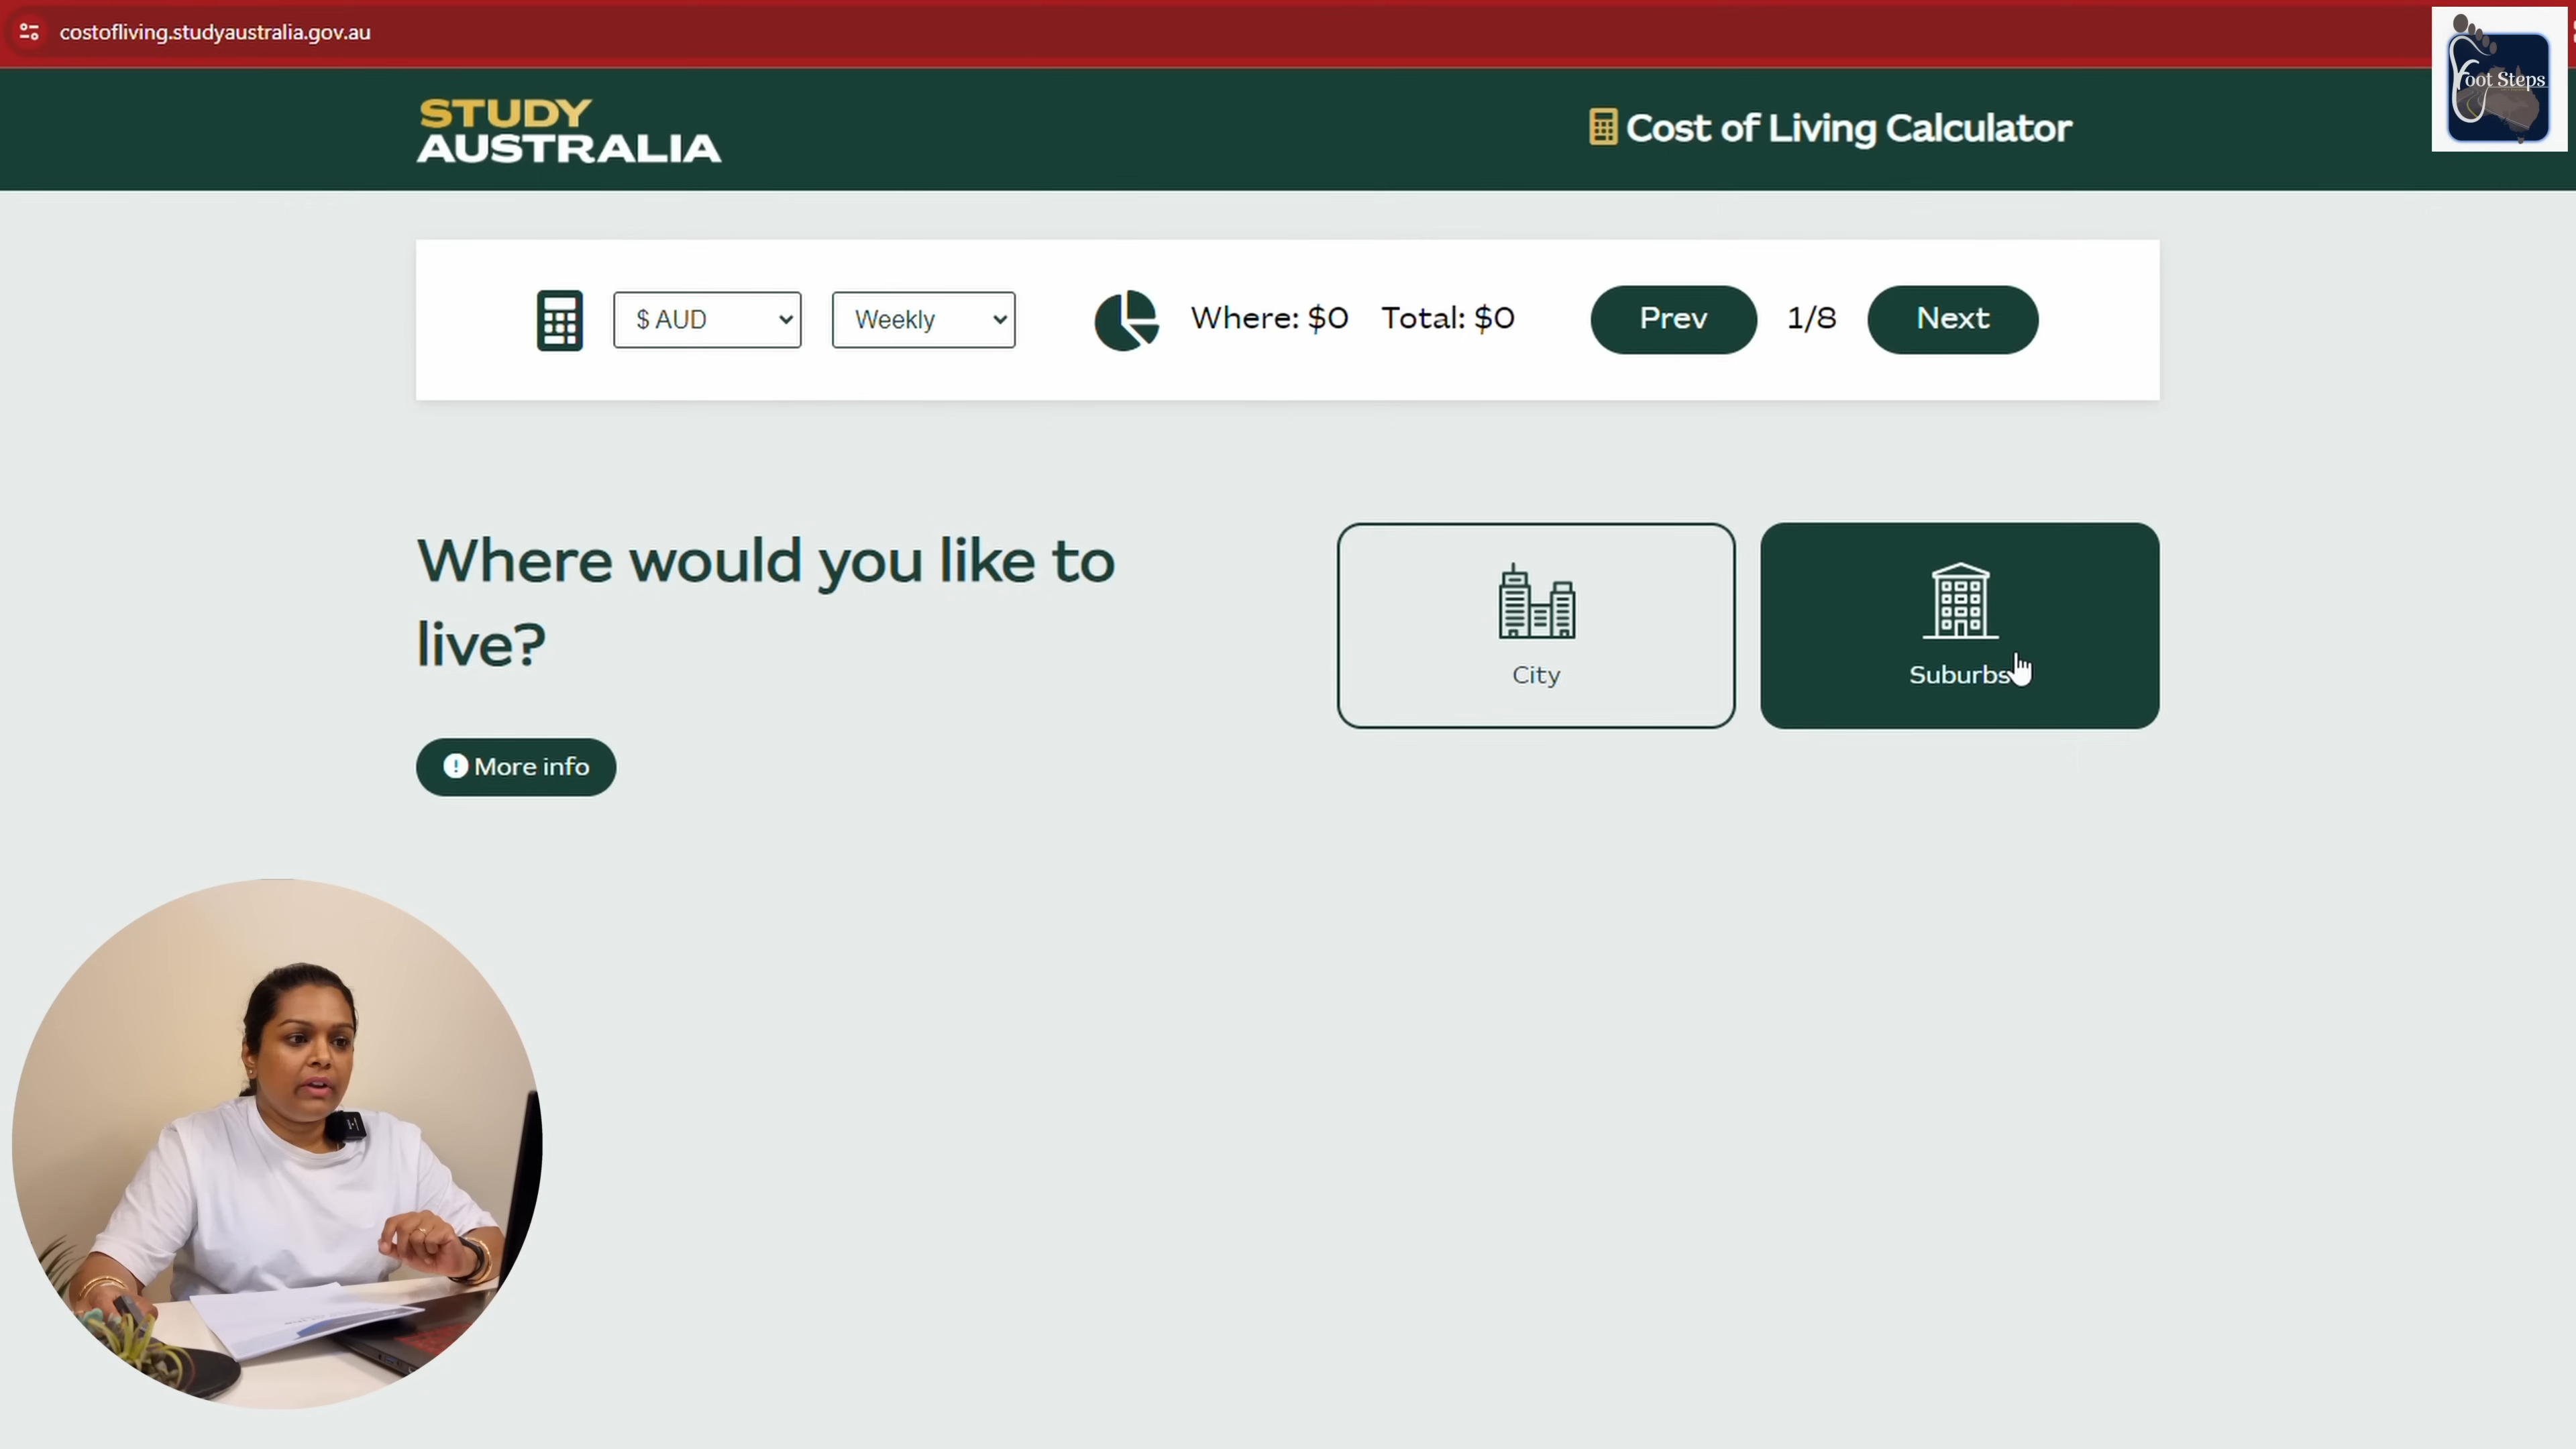 costofliving.studyaustralia.gov.au
Foot Steps
STUDY
AUSTRALIA
Cost of Living Calculator
$ AUD
Weekly
Where: $0
Total: $0
Prev
1/8
Next
Where would you like to
live?
City
Suburbs
More info